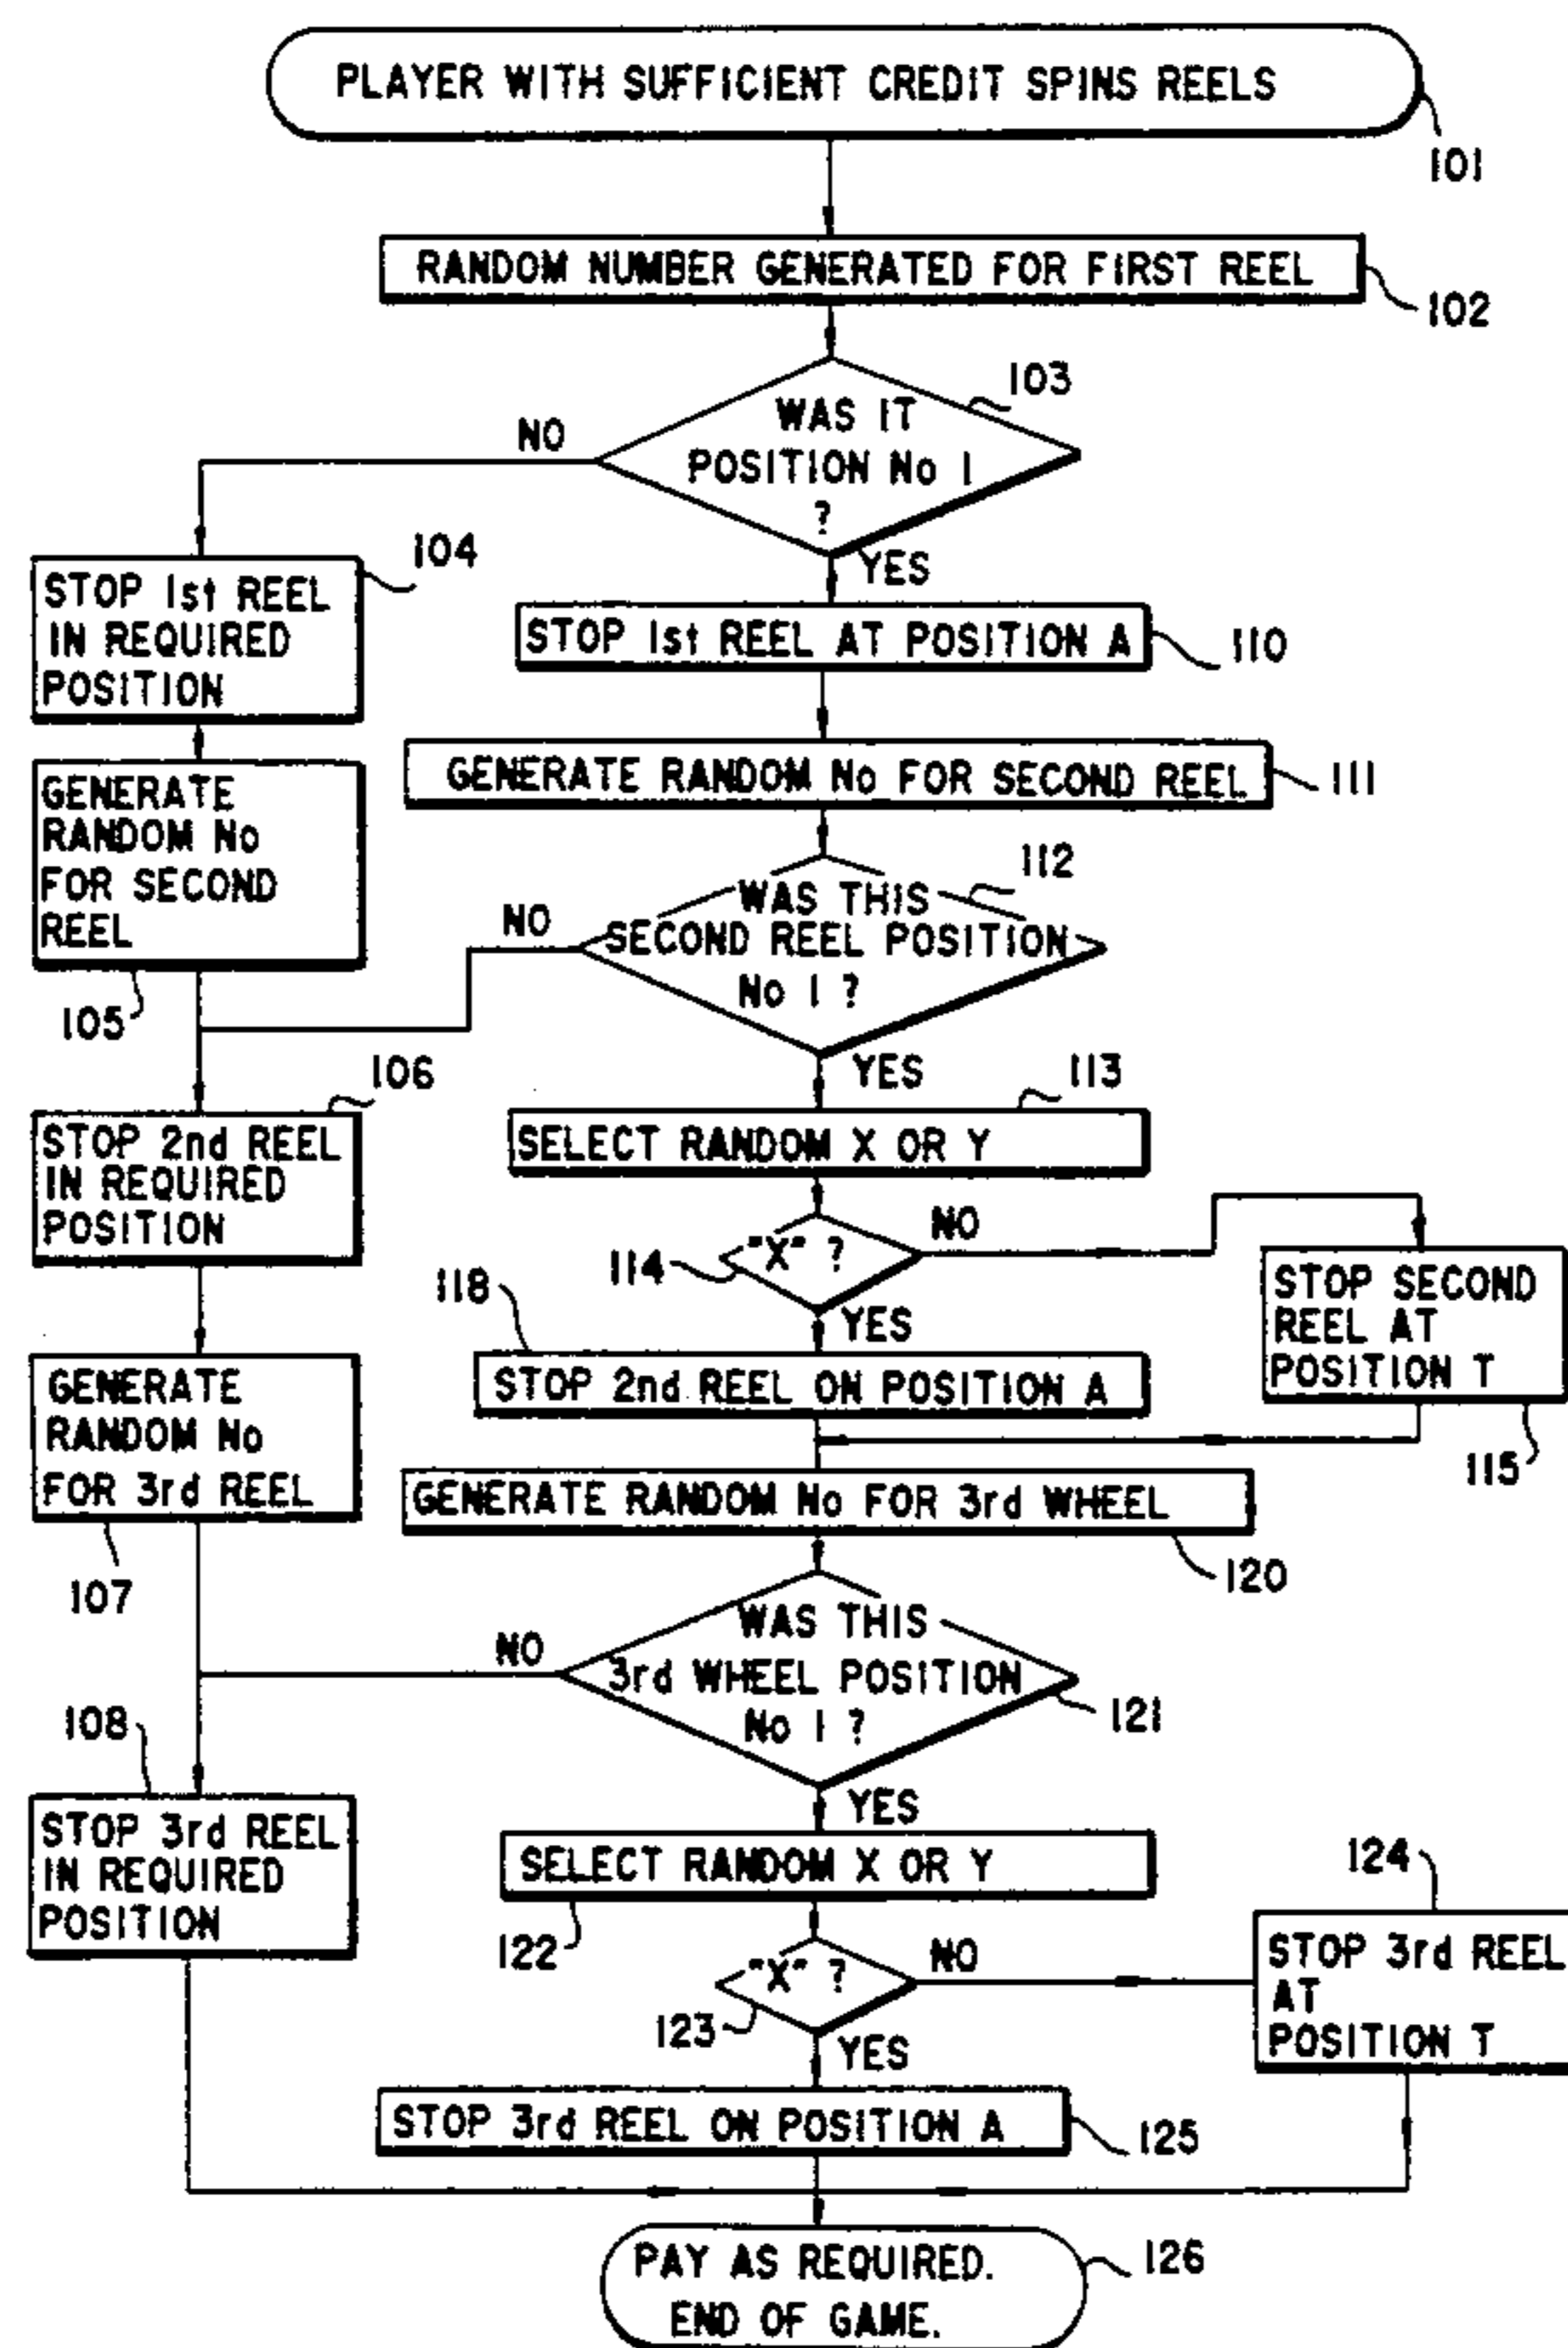 PLAYER WITH SUFFICIENT CREDIT SPINS REELS
101
RANDOM NUMBER GENERATED FOR FIRST REEL
102
103
WAS IT
POSITION No 1
?
NO
YES
104
STOP 1st REEL
IN REQUIRED
POSITION
STOP 1st REEL AT POSITION A
110
GENERATE
RANDOM No
FOR SECOND
REEL
105
GENERATE RANDOM No FOR SECOND REEL
111
112
WAS THIS
SECOND REEL POSITION
No 1 ?
NO
YES
106
STOP 2nd REEL
IN REQUIRED
POSITION
113
SELECT RANDOM X OR Y
114
"X" ?
NO
YES
STOP SECOND
REEL AT
POSITION T
115
118
STOP 2nd REEL ON POSITION A
GENERATE
RANDOM No
FOR 3rd REEL
107
GENERATE RANDOM No FOR 3rd WHEEL
120
WAS THIS
3rd WHEEL POSITION
No 1 ?
121
NO
YES
108
STOP 3rd REEL
IN REQUIRED
POSITION
SELECT RANDOM X OR Y
122
"X" ?
123
NO
YES
124
STOP 3rd REEL
AT
POSITION T
STOP 3rd REEL ON POSITION A
125
PAY AS REQUIRED.
END OF GAME.
126